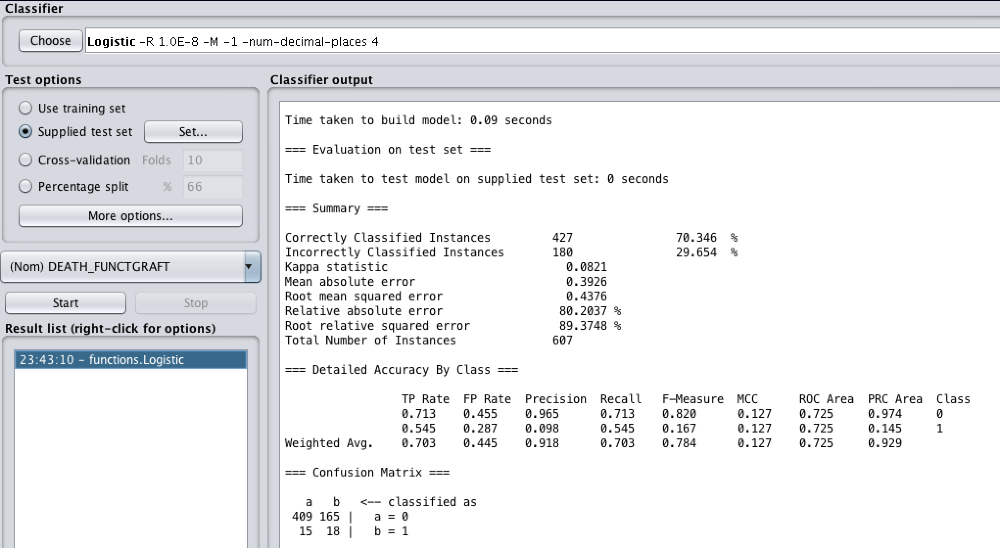 Classifier
Choose Logistic -R 1.0E-8 -M -1 -num-decimal-places 4
Test options
Use training set
Supplied test set Set...
Cross-validation Folds 10
Percentage split % 66
More options...
(Nom) DEATH_FUNCTGRAFT
Start Stop
Result list (right-click for options)
23:43:10 - functions.Logistic
Classifier output
Time taken to build model: 0.09 seconds
=== Evaluation on test set ===
Time taken to test model on supplied test set: 0 seconds
=== Summary ===
Correctly Classified Instances 427 70.346 %
Incorrectly Classified Instances 180 29.654 %
Kappa statistic 0.0821
Mean absolute error 0.3926
Root mean squared error 0.4376
Relative absolute error 80.2037 %
Root relative squared error 89.3748 %
Total Number of Instances 607
=== Detailed Accuracy By Class ===
TP Rate FP Rate Precision Recall F-Measure MCC ROC Area PRC Area Class
0.713 0.455 0.965 0.713 0.820 0.127 0.725 0.974 0
0.545 0.287 0.098 0.545 0.167 0.127 0.725 0.145 1
Weighted Avg. 0.703 0.445 0.918 0.703 0.784 0.127 0.725 0.929
=== Confusion Matrix ===
a b <-- classified as
409 165 | a = 0
15 18 | b = 1